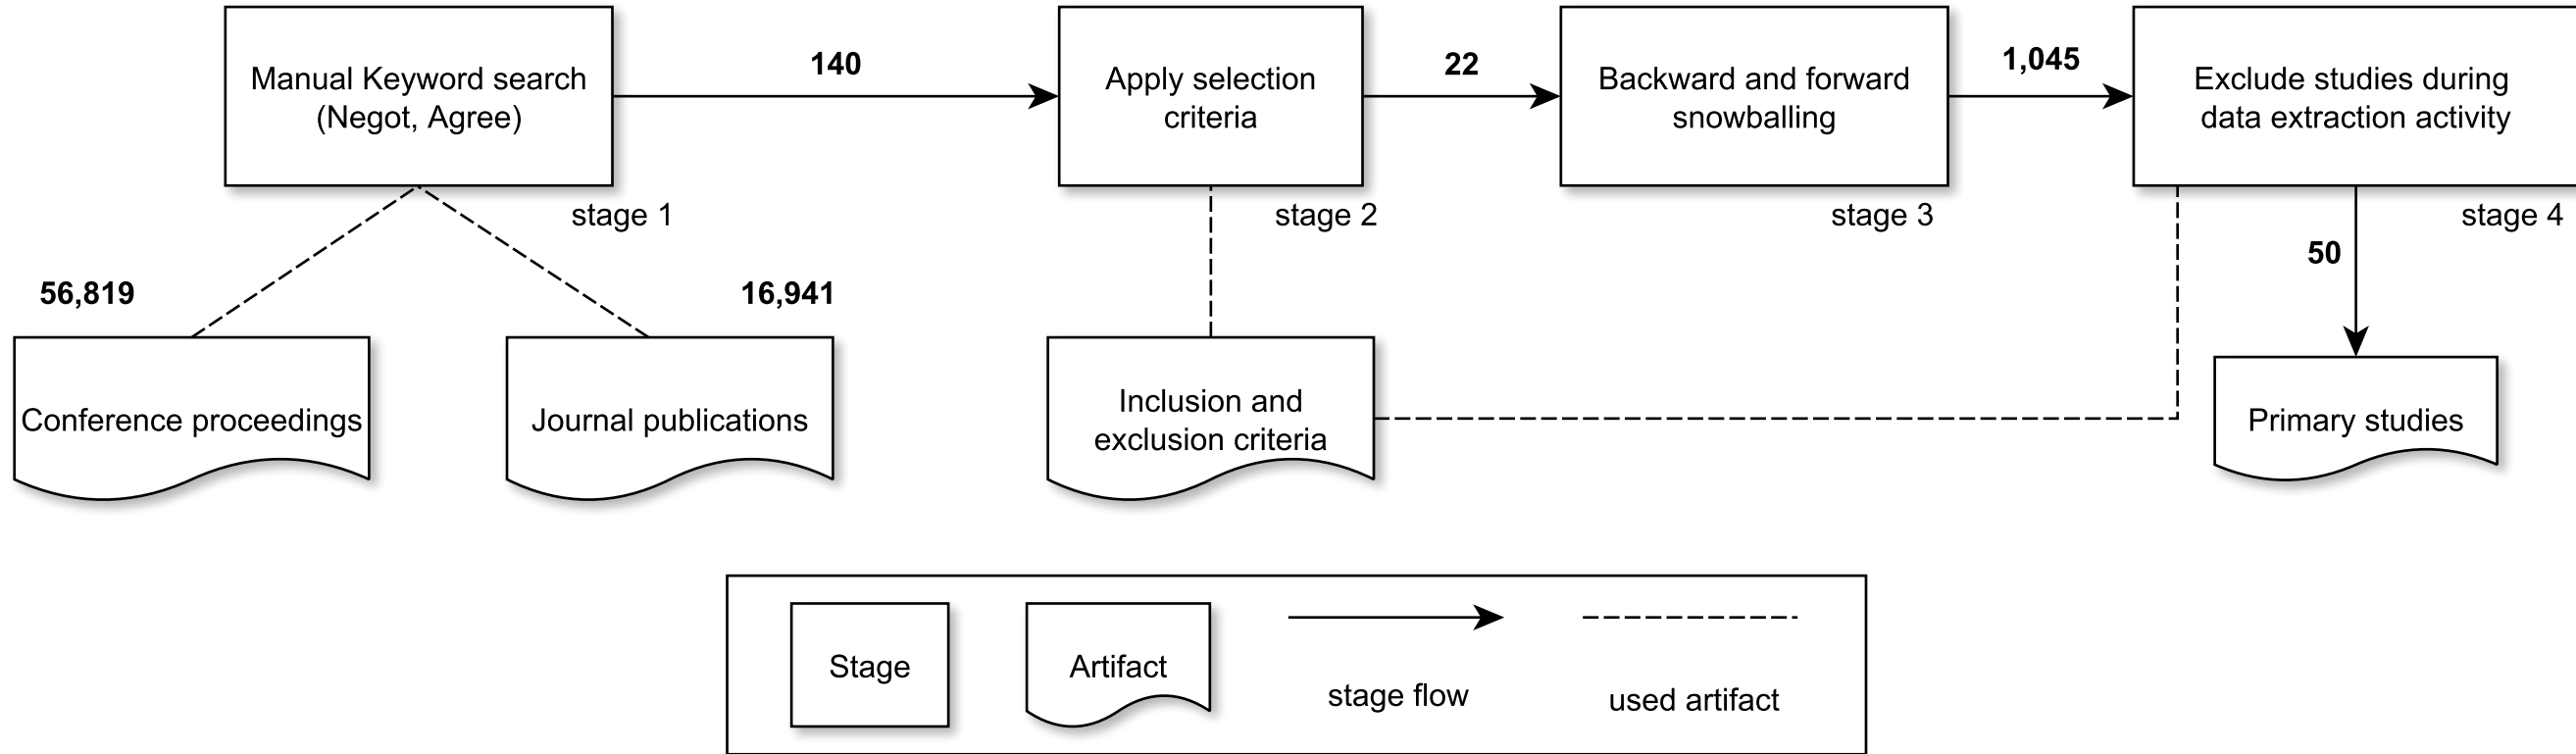 Manual Keyword search
(Negot, Agree)
140
Apply selection
criteria
22
Backward and forward
snowballing
1,045
Exclude studies during
data extraction activity
stage 1
stage 2
stage 3
stage 4
50
56,819
16,941
Conference proceedings
Journal publications
Inclusion and
exclusion criteria
Primary studies
Stage
Artifact
stage flow
used artifact